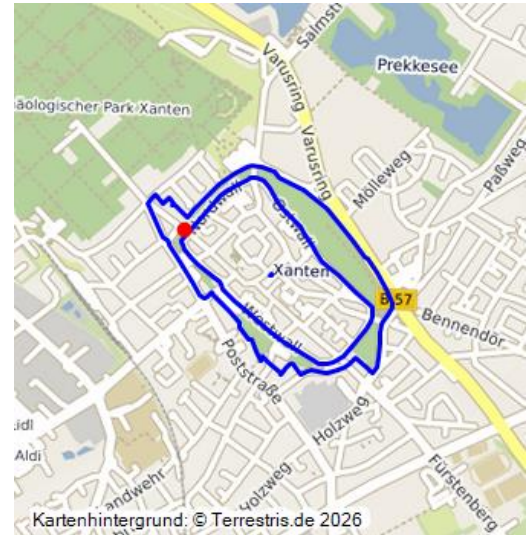 Salmst
Varusring
Prekkesee
Varusring
äologischer Park Xanten
Mölleweg
Paßweg
Nordwall
Ostwall
Xanten
B 57
Bennendor
Westwall
Poststraße
Holzweg
Lidl
Aldi
andwehr
Holzweg
Fürstenberg
Kartenhintergrund: © Terrestris.de 2026